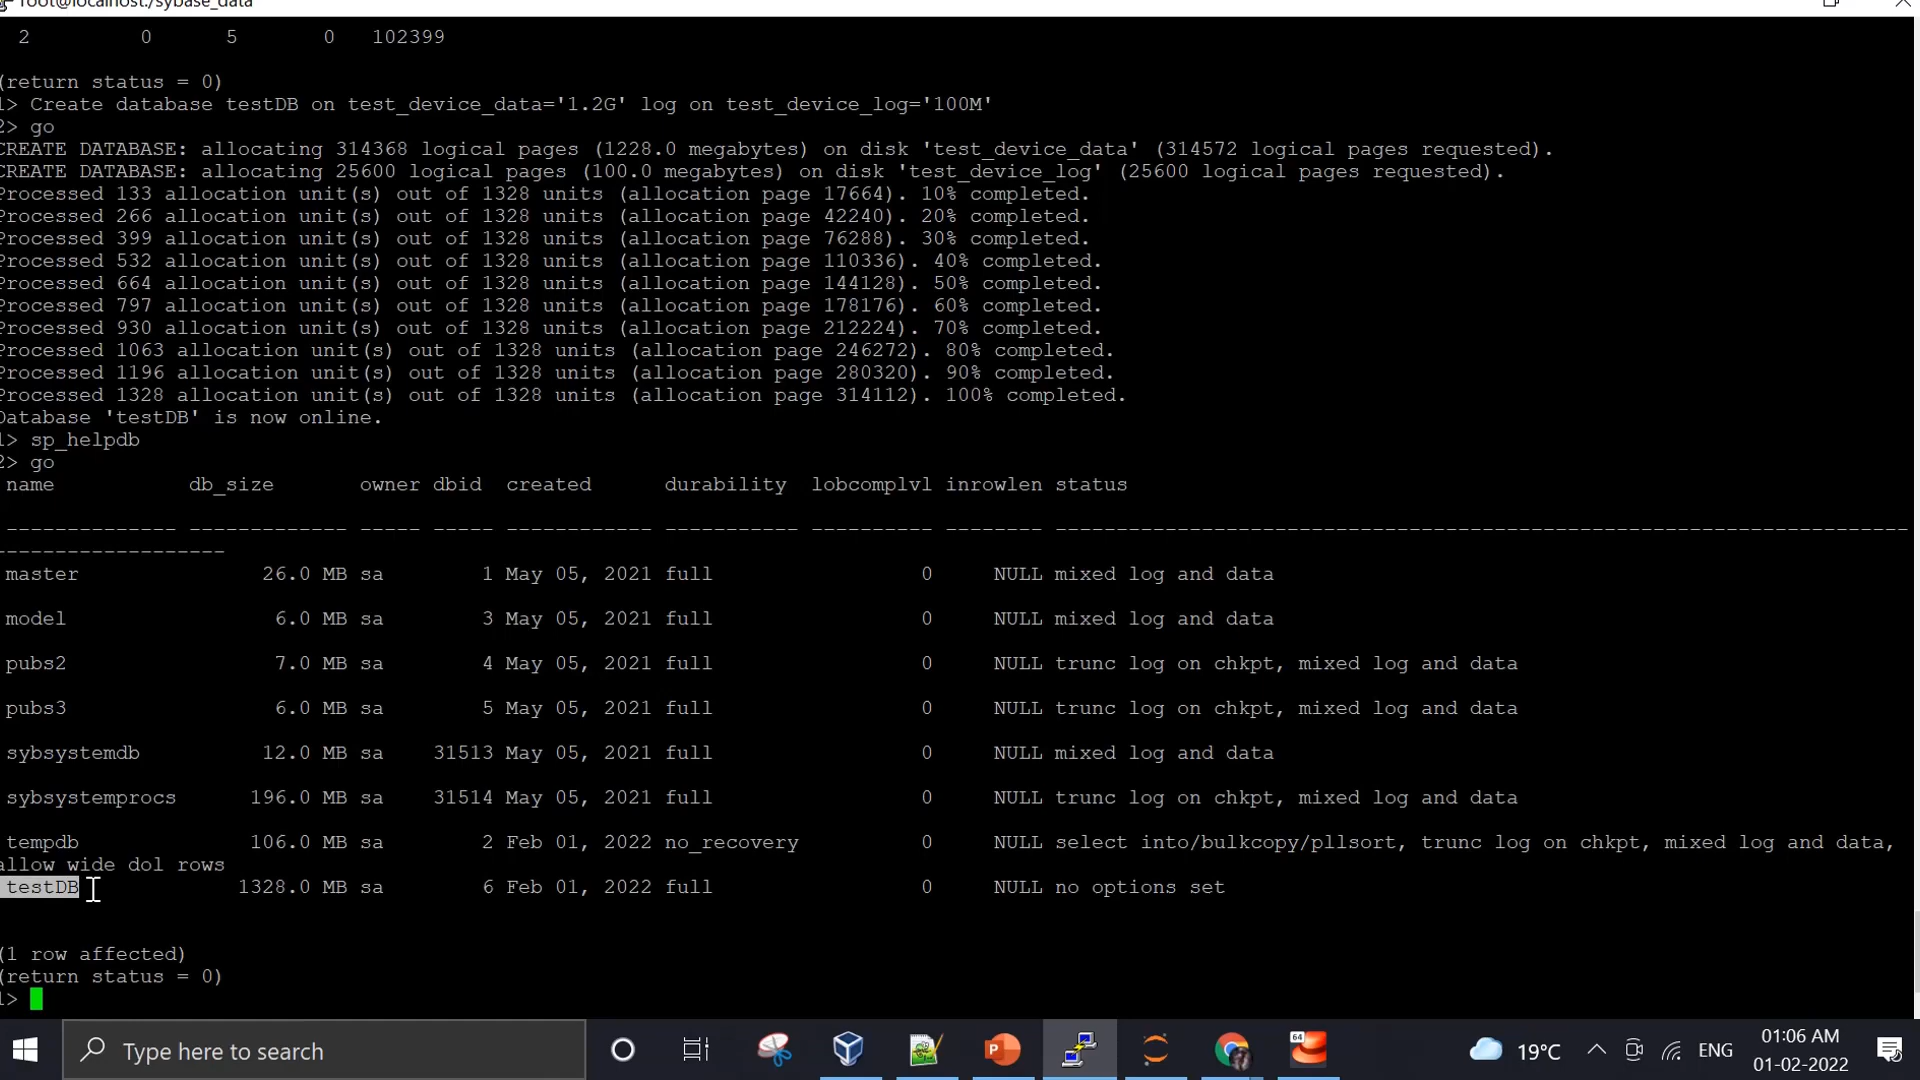 root@localhost:/sybase_data
2 0 5 0 102399
(return status = 0)
1> Create database testDB on test_device_data='1.2G' log on test_device_log='100M'
2> go
CREATE DATABASE: allocating 314368 logical pages (1228.0 megabytes) on disk 'test_device_data' (314572 logical pages requested).
CREATE DATABASE: allocating 25600 logical pages (100.0 megabytes) on disk 'test_device_log' (25600 logical pages requested).
Processed 133 allocation unit(s) out of 1328 units (allocation page 17664). 10% completed.
Processed 266 allocation unit(s) out of 1328 units (allocation page 42240). 20% completed.
Processed 399 allocation unit(s) out of 1328 units (allocation page 76288). 30% completed.
Processed 532 allocation unit(s) out of 1328 units (allocation page 110336). 40% completed.
Processed 664 allocation unit(s) out of 1328 units (allocation page 144128). 50% completed.
Processed 797 allocation unit(s) out of 1328 units (allocation page 178176). 60% completed.
Processed 930 allocation unit(s) out of 1328 units (allocation page 212224). 70% completed.
Processed 1063 allocation unit(s) out of 1328 units (allocation page 246272). 80% completed.
Processed 1196 allocation unit(s) out of 1328 units (allocation page 280320). 90% completed.
Processed 1328 allocation unit(s) out of 1328 units (allocation page 314112). 100% completed.
Database 'testDB' is now online.
1> sp_helpdb
2> go
name db_size owner dbid created durability lobcomplvl inrowlen status
-------------- ------------- ----- ----- ------------ ----------- ---------- -------- ----------------------------------------------------------------------
------------------
master 26.0 MB sa 1 May 05, 2021 full 0 NULL mixed log and data
model 6.0 MB sa 3 May 05, 2021 full 0 NULL mixed log and data
pubs2 7.0 MB sa 4 May 05, 2021 full 0 NULL trunc log on chkpt, mixed log and data
pubs3 6.0 MB sa 5 May 05, 2021 full 0 NULL trunc log on chkpt, mixed log and data
sybsystemdb 12.0 MB sa 31513 May 05, 2021 full 0 NULL mixed log and data
sybsystemprocs 196.0 MB sa 31514 May 05, 2021 full 0 NULL trunc log on chkpt, mixed log and data
tempdb 106.0 MB sa 2 Feb 01, 2022 no_recovery 0 NULL select into/bulkcopy/pllsort, trunc log on chkpt, mixed log and data,
allow wide dol rows
testDB 1328.0 MB sa 6 Feb 01, 2022 full 0 NULL no options set
(1 row affected)
(return status = 0)
1>
Type here to search
64
19°C
ENG
01:06 AM
01-02-2022